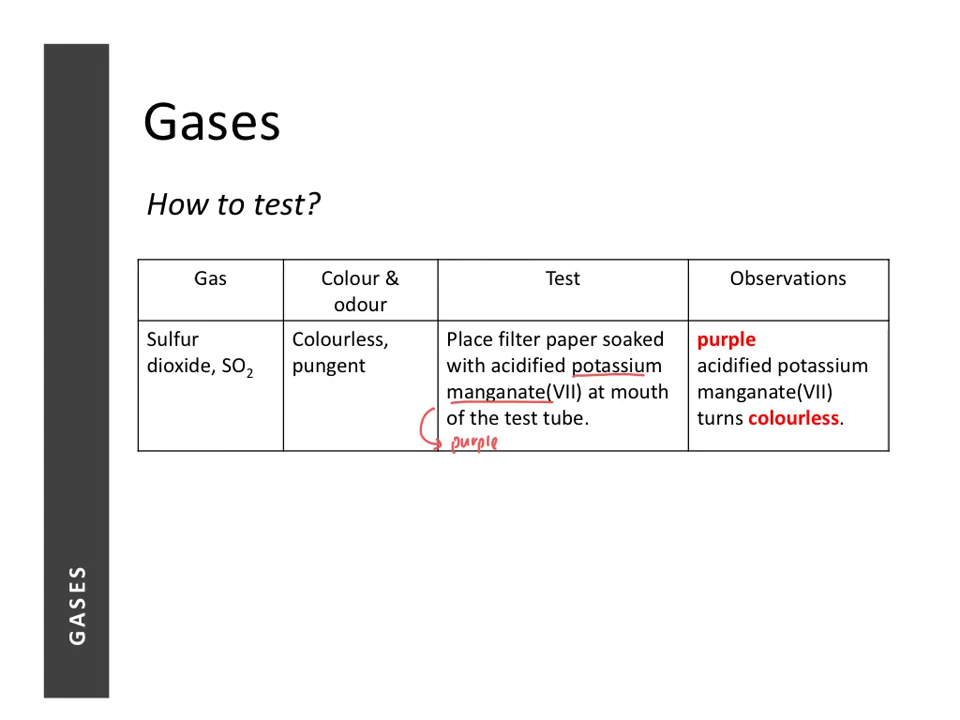 Gases
How to test?
Gas
Colour &
odour
Test
Observations
Sulfur
dioxide, SO₂
Colourless,
pungent
Place filter paper soaked
with acidified potassium
manganate(VII) at mouth
of the test tube.
purple
purple
acidified potassium
manganate(VII)
turns colourless.
GASES